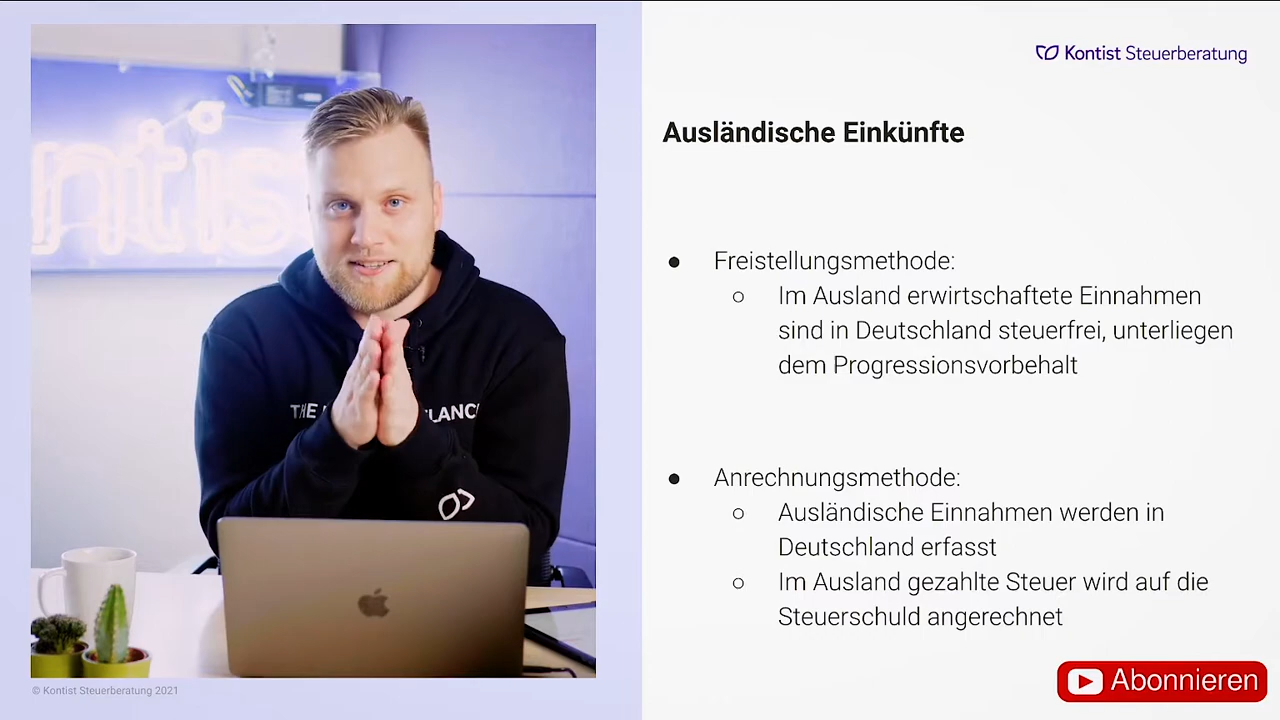 Kontist Steuerberatung
Ausländische Einkünfte
● Freistellungsmethode:
○ Im Ausland erwirtschaftete Einnahmen
sind in Deutschland steuerfrei, unterliegen
dem Progressionsvorbehalt
● Anrechnungsmethode:
○ Ausländische Einnahmen werden in
Deutschland erfasst
○ Im Ausland gezahlte Steuer wird auf die
Steuerschuld angerechnet
Abonnieren
© Kontist Steuerberatung 2021
THE